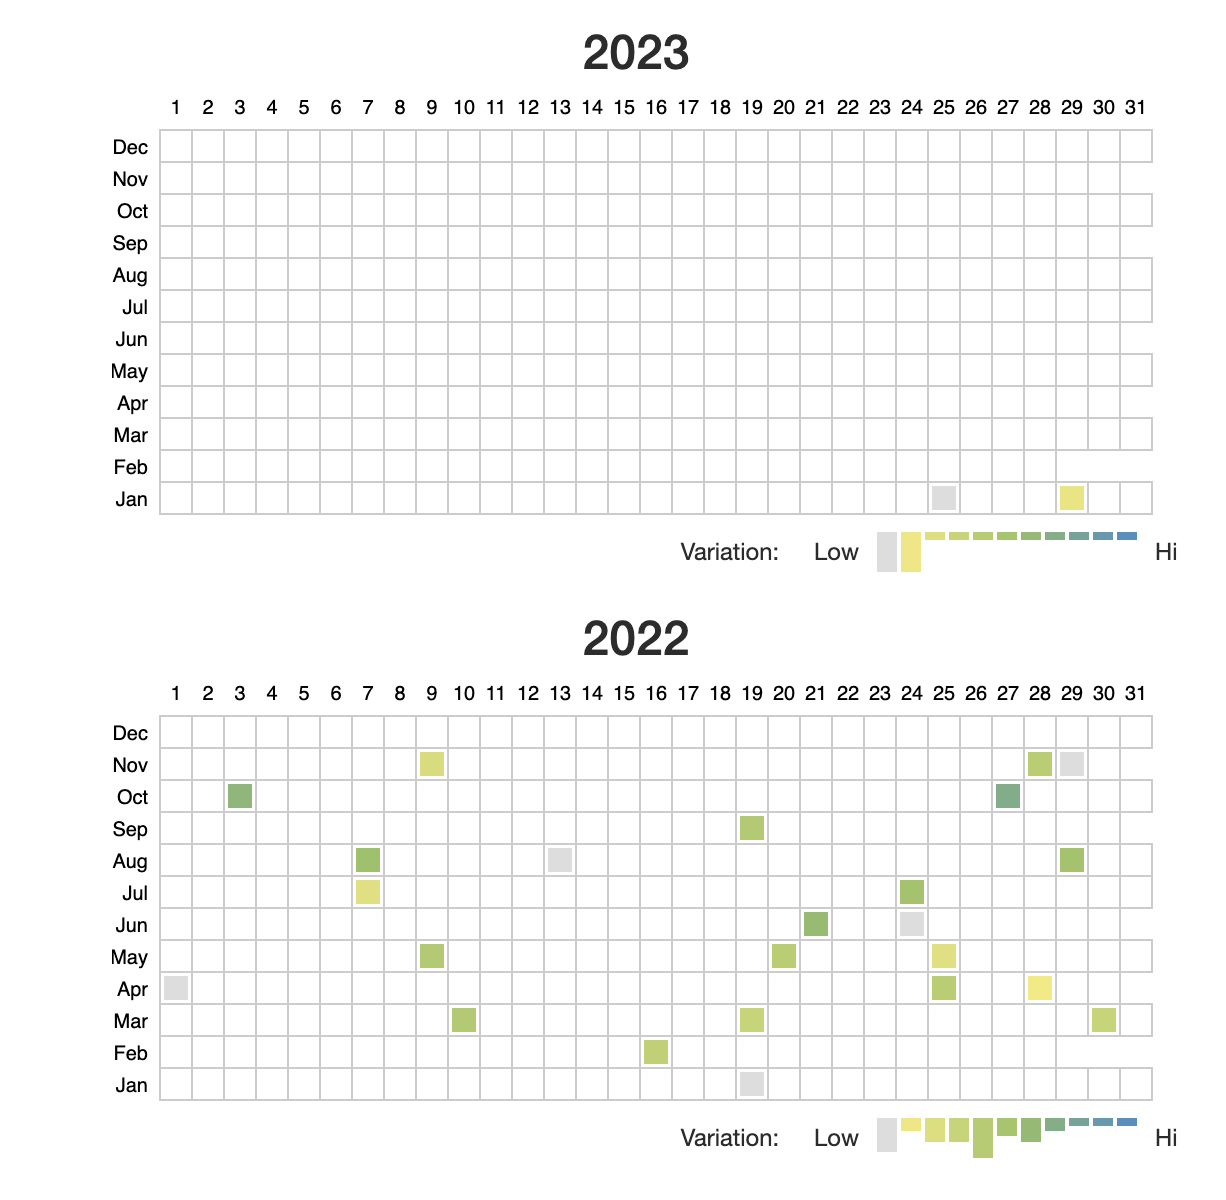 2023
1 2 3 4 5 6 7 8 9 10 11 12 13 14 15 16 17 18 19 20 21 22 23 24 25 26 27 28 29 30 31
Dec
Nov
Oct
Sep
Aug
Jul
Jun
May
Apr
Mar
Feb
Jan
Variation: Low Hi
2022
1 2 3 4 5 6 7 8 9 10 11 12 13 14 15 16 17 18 19 20 21 22 23 24 25 26 27 28 29 30 31
Dec
Nov
Oct
Sep
Aug
Jul
Jun
May
Apr
Mar
Feb
Jan
Variation: Low Hi